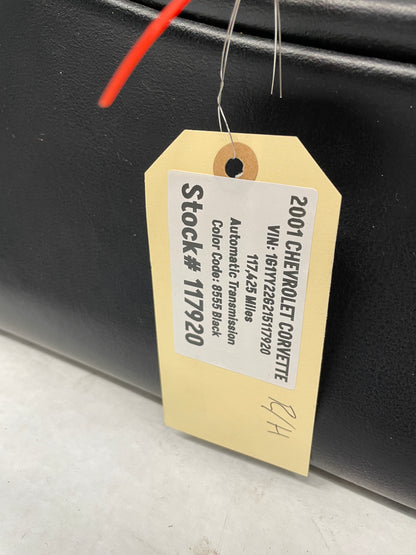 2001 CHEVROLET CORVETTE
VIN: 1G1YY22G215117920
117,425 Miles
Automatic Transmission
Color Code: 8555 Black
Stock# 117920
R/H